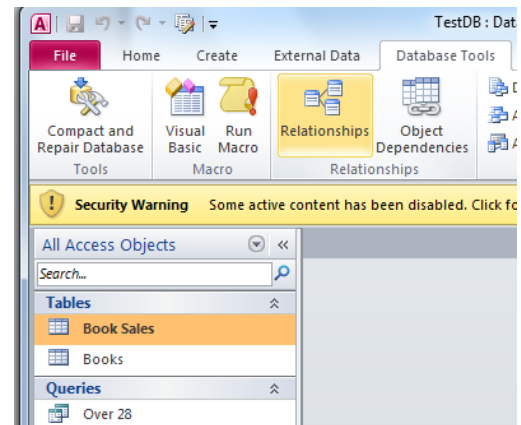 A TestDB : Dat
File Home Create External Data Database Tools
Compact and Repair Database
Visual Basic
Run Macro
Relationships
Object Dependencies
D
A
A
Tools Macro Relationships
Security Warning Some active content has been disabled. Click fo
All Access Objects
Search...
Tables
Book Sales
Books
Queries
Over 28